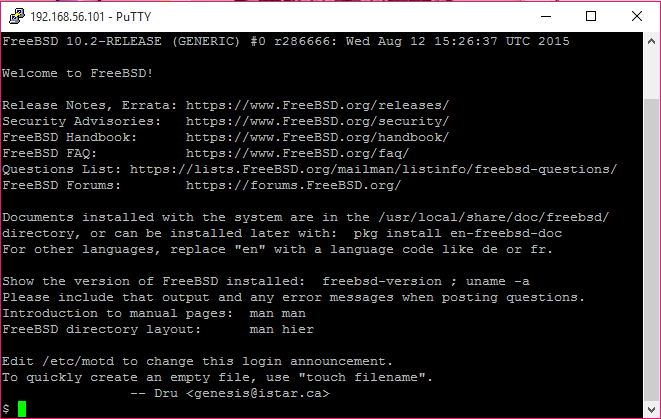 192.168.56.101 - PuTTY
FreeBSD 10.2-RELEASE (GENERIC) #0 r286666: Wed Aug 12 15:26:37 UTC 2015
Welcome to FreeBSD!
Release Notes, Errata: https://www.FreeBSD.org/releases/
Security Advisories:   https://www.FreeBSD.org/security/
FreeBSD Handbook:      https://www.FreeBSD.org/handbook/
FreeBSD FAQ:           https://www.FreeBSD.org/faq/
Questions List: https://lists.FreeBSD.org/mailman/listinfo/freebsd-questions/
FreeBSD Forums:        https://forums.FreeBSD.org/
Documents installed with the system are in the /usr/local/share/doc/freebsd/
directory, or can be installed later with:  pkg install en-freebsd-doc
For other languages, replace "en" with a language code like de or fr.
Show the version of FreeBSD installed:  freebsd-version ; uname -a
Please include that output and any error messages when posting questions.
Introduction to manual pages:  man man
FreeBSD directory layout:      man hier
Edit /etc/motd to change this login announcement.
To quickly create an empty file, use "touch filename".
                -- Dru <genesis@istar.ca>
$